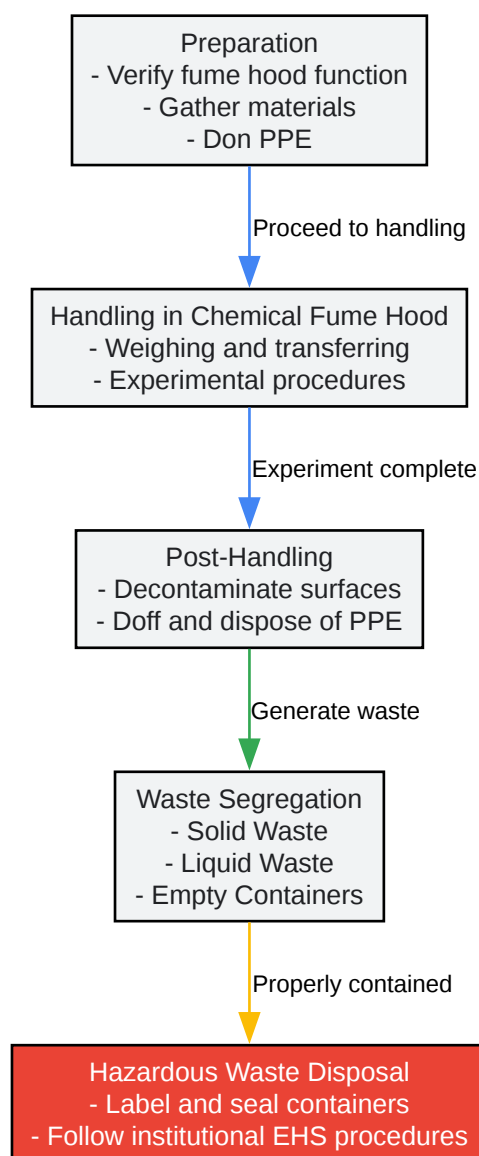 Preparation
- Verify fume hood function
- Gather materials
- Don PPE
Proceed to handling
Handling in Chemical Fume Hood
- Weighing and transferring
- Experimental procedures
Experiment complete
Post-Handling
- Decontaminate surfaces
- Doff and dispose of PPE
Generate waste
Waste Segregation
- Solid Waste
- Liquid Waste
- Empty Containers
Properly contained
Hazardous Waste Disposal
- Label and seal containers
- Follow institutional EHS procedures